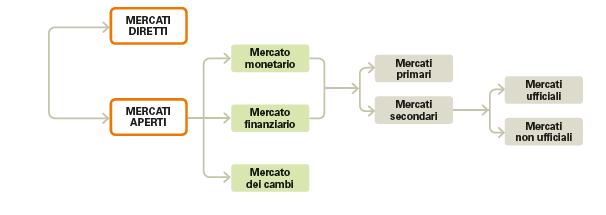 MERCATI
DIRETTI
MERCATI
APERTI
Mercato
monetario
Mercato
finanziario
Mercato
dei cambi
Mercati
primari
Mercati
secondari
Mercati
ufficiali
Mercati
non ufficiali